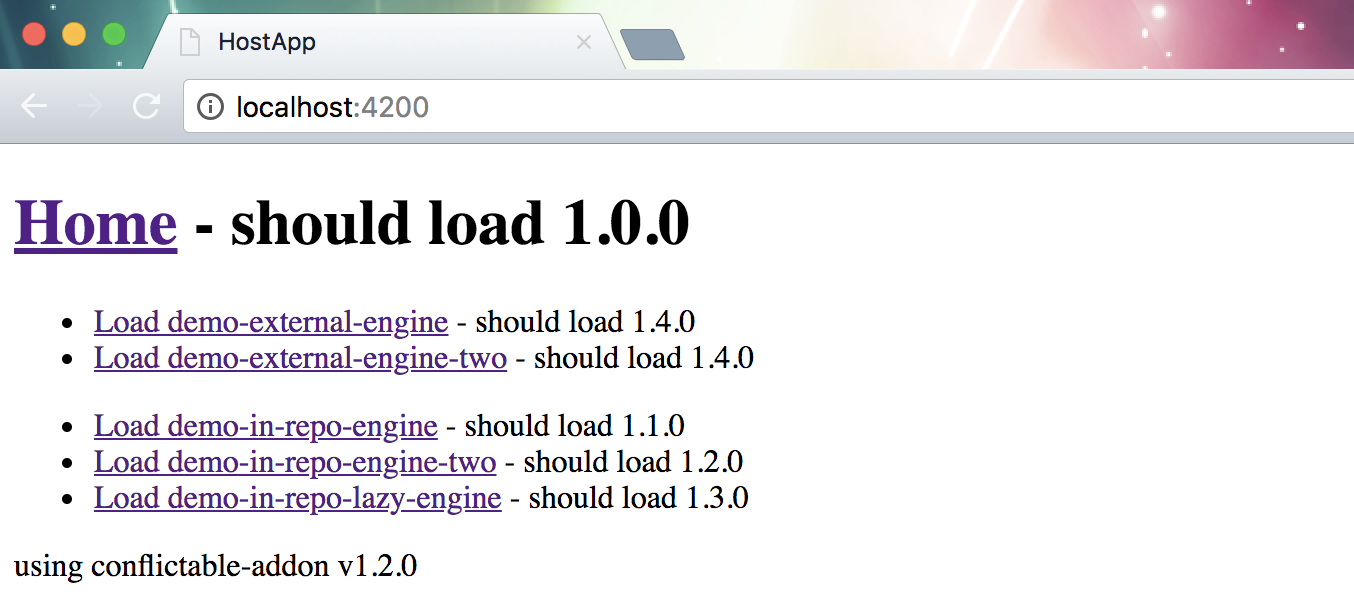 HostApp
localhost:4200
Home - should load 1.0.0
Load demo-external-engine - should load 1.4.0
Load demo-external-engine-two - should load 1.4.0
Load demo-in-repo-engine - should load 1.1.0
Load demo-in-repo-engine-two - should load 1.2.0
Load demo-in-repo-lazy-engine - should load 1.3.0
using conflictable-addon v1.2.0